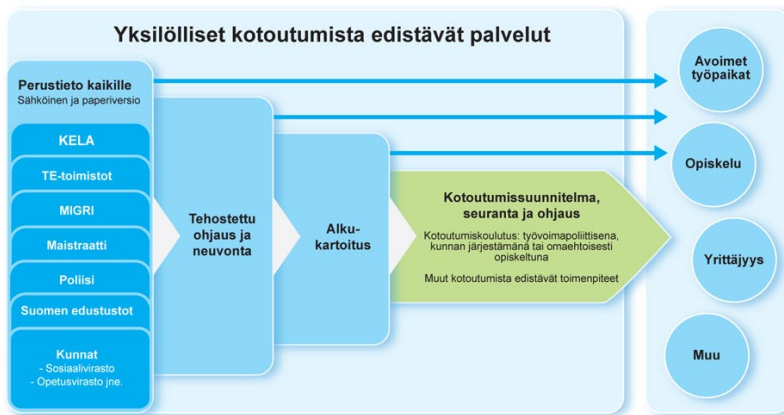 Yksilölliset kotoutumista edistävät palvelut
Perustieto kaikille
Sähköinen ja paperiversio
KELA
TE-toimistot
MIGRI
Maistraatti
Poliisi
Suomen edustustot
Kunnat
- Sosiaalivirasto
- Opetusvirasto jne.
Tehostettu
ohjaus ja
neuvonta
Alku-
kartoitus
Kotoutumissuunnitelma,
seuranta ja ohjaus
Kotoutumiskoulutus: työvoimapoliittisena,
kunnan järjestämänä tai omaehtoisesti
opiskeltuna
Muut kotoutumista edistävät toimenpiteet
Avoimet
työpaikat
Opiskelu
Yrittäjyys
Muu